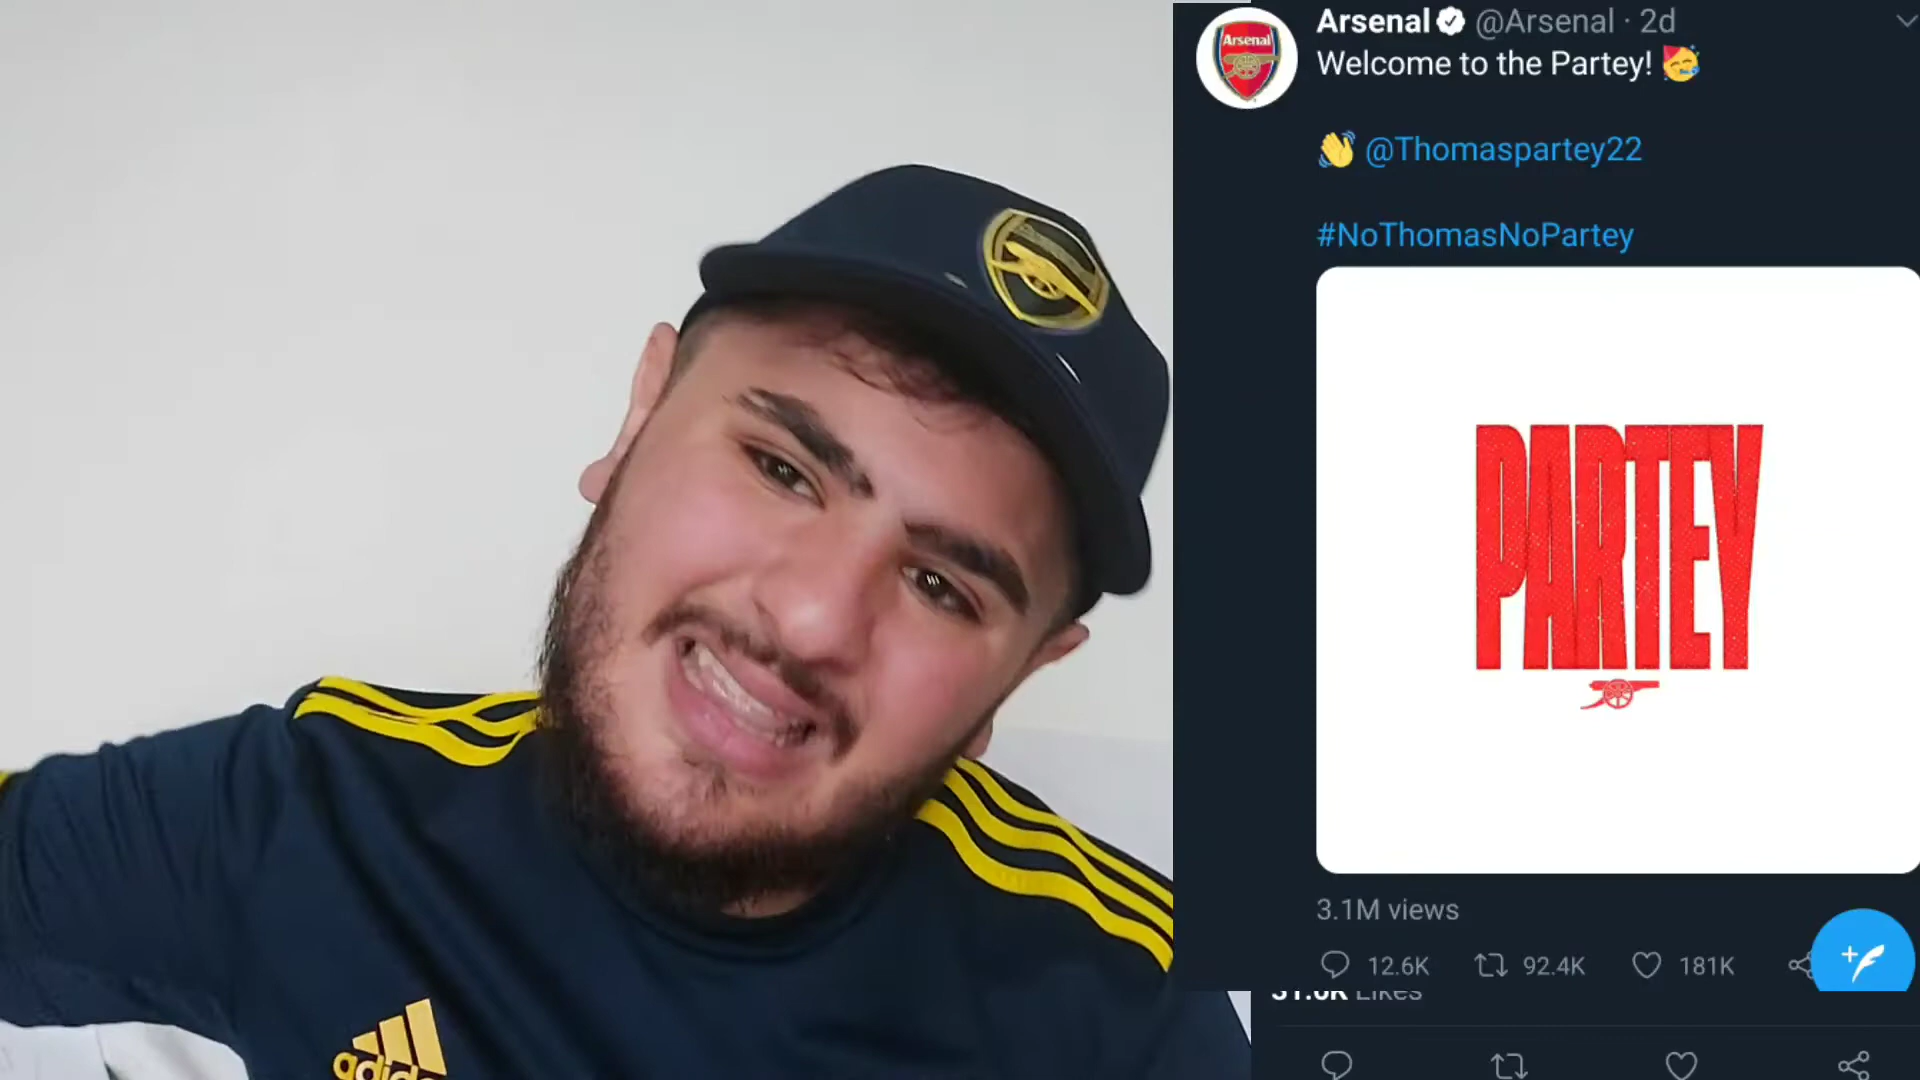 Arsenal @Arsenal · 2d
Welcome to the Partey! 🥳
👋 @Thomaspartey22
#NoThomasNoPartey
Arsenal
PARTEY
3.1M views
12.6K 92.4K 181K
Likes
adidas